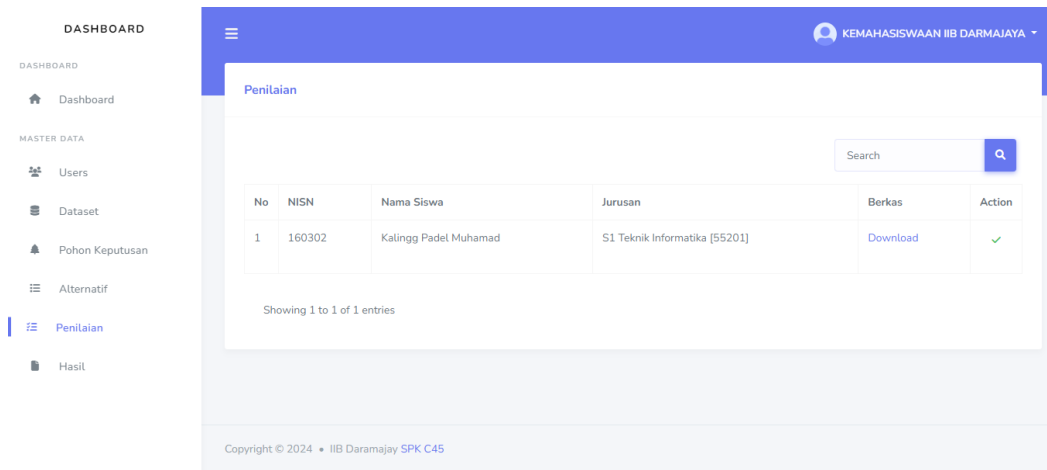 DASHBOARD
KEMAHASISWAAN IIB DARMAJAYA
DASHBOARD
Dashboard
MASTER DATA
Users
Dataset
Pohon Keputusan
Alternatif
Penilaian
Hasil
Penilaian
Search
No NISN Nama Siswa Jurusan Berkas Action
1 160302 Kalingg Padel Muhamad S1 Teknik Informatika [55201] Download
Showing 1 to 1 of 1 entries
Copyright © 2024 • IIB Daramajay SPK C45